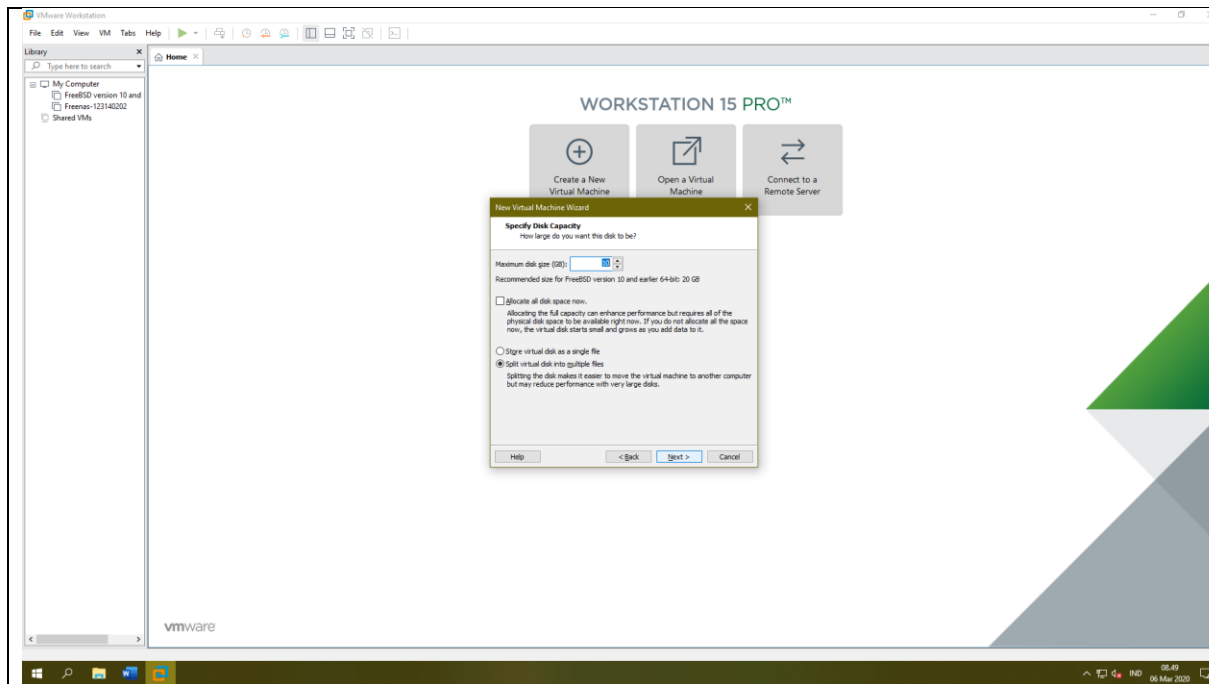 VMware Workstation
File Edit View VM Tabs Help
Library
Home
Type here to search
My Computer
FreeBSD version 10 and
Freenas-123140202
Shared VMs
WORKSTATION 15 PRO™
Create a New
Virtual Machine
Open a Virtual
Machine
Connect to a
Remote Server
New Virtual Machine Wizard
Specify Disk Capacity
How large do you want this disk to be?
Maximum disk size (GB): 10
Recommended size for FreeBSD version 10 and earlier 64-bit: 20 GB
Allocate all disk space now.
Allocating the full capacity can enhance performance but requires all of the
physical disk space to be available right now. If you do not allocate all the space
now, the virtual disk starts small and grows as you add data to it.
Store virtual disk as a single file
Split virtual disk into multiple files
Splitting the disk makes it easier to move the virtual machine to another computer
but may reduce performance with very large disks.
Help < Back Next > Cancel
vmware
IND
08.49
06 Mar 2020